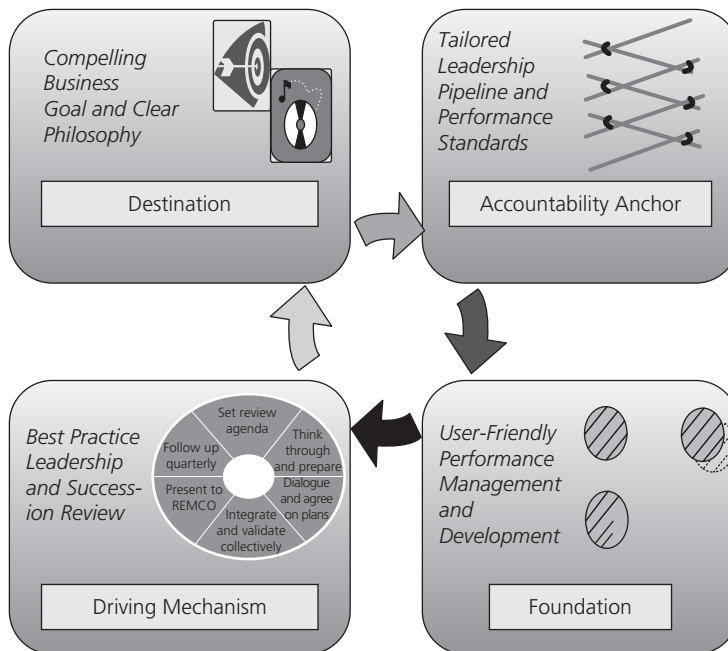 Compelling
Business
Goal and Clear
Philosophy
Destination
Tailored
Leadership
Pipeline and
Performance
Standards
Accountability Anchor
Best Practice
Leadership
and Success-
ion Review
Set review
agenda
Think
through
and prepare
Dialogue
and agree
on plans
Integrate
and validate
collectively
Present to
REMCO
Follow up
quarterly
Driving Mechanism
User-Friendly
Performance
Management
and
Development
Foundation